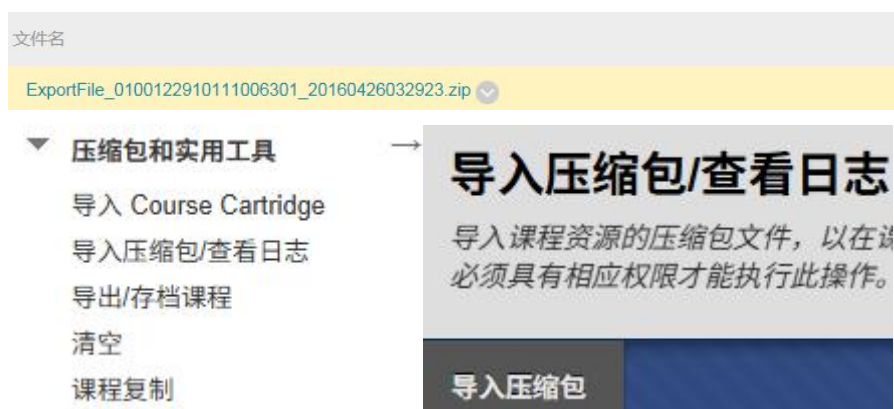 文件名
ExportFile_0100122910111006301_20160426032923.zip
压缩包和实用工具
导入 Course Cartridge
导入压缩包/查看日志
导出/存档课程
清空
课程复制
导入压缩包/查看日志
导入课程资源的压缩包文件，以在
必须具有相应权限才能执行此操作。
导入压缩包